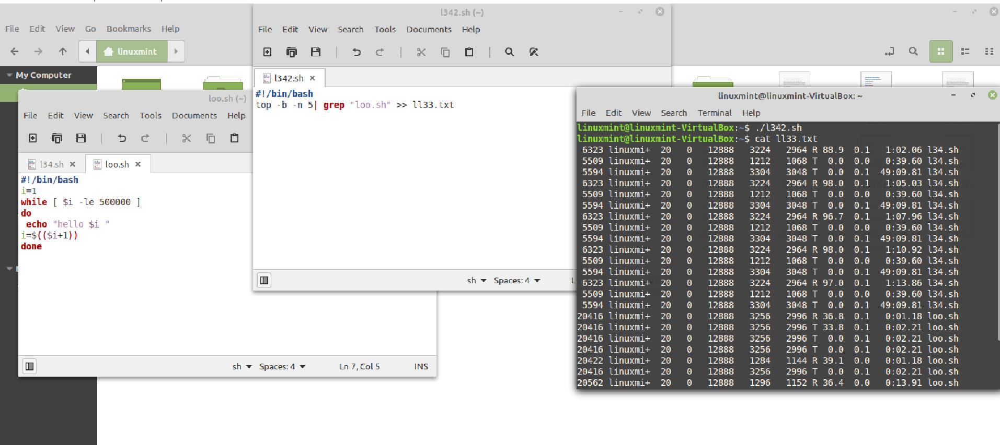 File Edit View Go Bookmarks Help
linuxmint
My Computer
l342.sh (~)
File Edit View Search Tools Documents Help
l342.sh
#!/bin/bash
top -b -n 5| grep "loo.sh" >> ll33.txt
sh Spaces: 4
loo.sh (~)
File Edit View Search Tools Documents Help
l34.sh loo.sh
#!/bin/bash
i=1
while [ $i -le 500000 ]
do
echo "hello $i "
i=$(($i+1))
done
sh Spaces: 4 Ln 7, Col 5 INS
linuxmint@linuxmint-VirtualBox: ~
File Edit View Search Terminal Help
linuxmint@linuxmint-VirtualBox:~$ ./l342.sh
linuxmint@linuxmint-VirtualBox:~$ cat ll33.txt
6323 linuxmi+ 20 0 12888 3224 2964 R 88.9 0.1 1:02.06 l34.sh
5509 linuxmi+ 20 0 12888 1212 1068 T 0.0 0.0 0:39.60 l34.sh
5594 linuxmi+ 20 0 12888 3304 3048 T 0.0 0.1 49:09.81 l34.sh
6323 linuxmi+ 20 0 12888 3224 2964 R 98.0 0.1 1:05.03 l34.sh
5509 linuxmi+ 20 0 12888 1212 1068 T 0.0 0.0 0:39.60 l34.sh
5594 linuxmi+ 20 0 12888 3304 3048 T 0.0 0.1 49:09.81 l34.sh
6323 linuxmi+ 20 0 12888 3224 2964 R 96.7 0.1 1:07.96 l34.sh
5509 linuxmi+ 20 0 12888 1212 1068 T 0.0 0.0 0:39.60 l34.sh
5594 linuxmi+ 20 0 12888 3304 3048 T 0.0 0.1 49:09.81 l34.sh
6323 linuxmi+ 20 0 12888 3224 2964 R 98.0 0.1 1:10.92 l34.sh
5509 linuxmi+ 20 0 12888 1212 1068 T 0.0 0.0 0:39.60 l34.sh
5594 linuxmi+ 20 0 12888 3304 3048 T 0.0 0.1 49:09.81 l34.sh
6323 linuxmi+ 20 0 12888 3224 2964 R 97.0 0.1 1:13.86 l34.sh
5509 linuxmi+ 20 0 12888 1212 1068 T 0.0 0.0 0:39.60 l34.sh
5594 linuxmi+ 20 0 12888 3304 3048 T 0.0 0.1 49:09.81 l34.sh
20416 linuxmi+ 20 0 12888 3256 2996 R 36.8 0.1 0:01.18 loo.sh
20416 linuxmi+ 20 0 12888 3256 2996 T 33.8 0.1 0:02.21 loo.sh
20416 linuxmi+ 20 0 12888 3256 2996 T 0.0 0.1 0:02.21 loo.sh
20416 linuxmi+ 20 0 12888 3256 2996 T 0.0 0.1 0:02.21 loo.sh
20422 linuxmi+ 20 0 12888 1284 1144 R 39.1 0.0 0:01.18 loo.sh
20416 linuxmi+ 20 0 12888 3256 2996 T 0.0 0.1 0:02.21 loo.sh
20562 linuxmi+ 20 0 12888 1296 1152 R 36.4 0.0 0:13.91 loo.sh